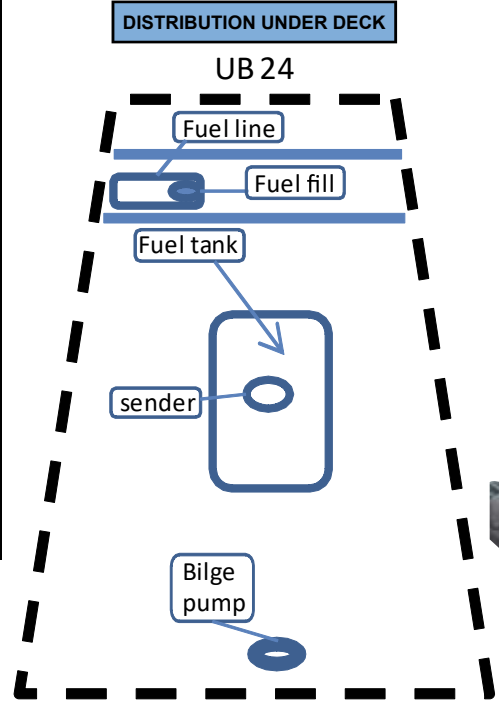 DISTRIBUTION UNDER DECK
UB 24
Fuel line
Fuel fill
Fuel tank
sender
Bilge
pump